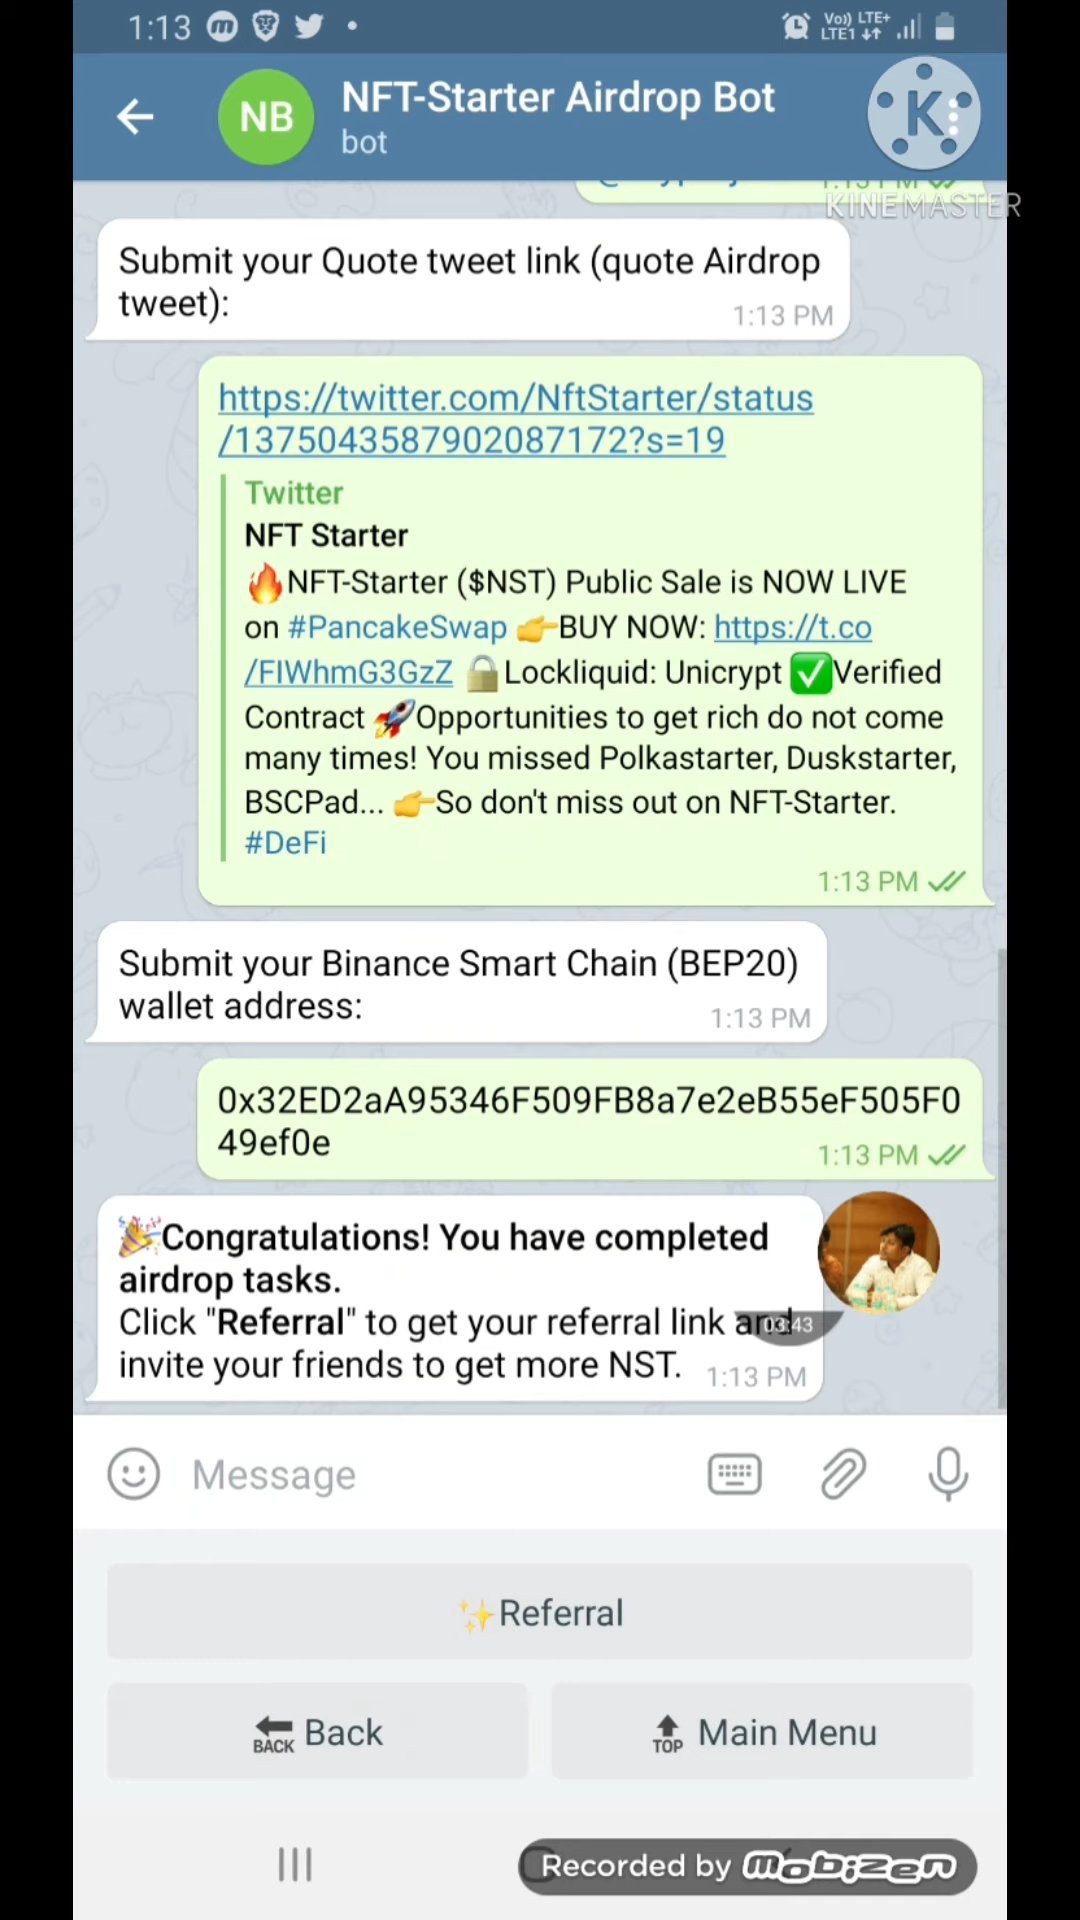 1:13
Vo)) LTE+
LTE1
NB
NFT-Starter Airdrop Bot
bot
K
KINEMASTER
Submit your Quote tweet link (quote Airdrop
tweet):
1:13 PM
https://twitter.com/NftStarter/status
/1375043587902087172?s=19
Twitter
NFT Starter
🔥NFT-Starter ($NST) Public Sale is NOW LIVE
on #PancakeSwap 👉BUY NOW: https://t.co
/FIWhmG3GzZ 🔒Lockliquid: Unicrypt ✅Verified
Contract 🚀Opportunities to get rich do not come
many times! You missed Polkastarter, Duskstarter,
BSCPad... 👉So don't miss out on NFT-Starter.
#DeFi
1:13 PM
Submit your Binance Smart Chain (BEP20)
wallet address:
1:13 PM
0x32ED2aA95346F509FB8a7e2eB55eF505F0
49ef0e
1:13 PM
🎉Congratulations! You have completed
airdrop tasks.
Click "Referral" to get your referral link and
03:43
invite your friends to get more NST.
1:13 PM
Message
✨Referral
BACK Back
TOP Main Menu
Recorded by mobizen